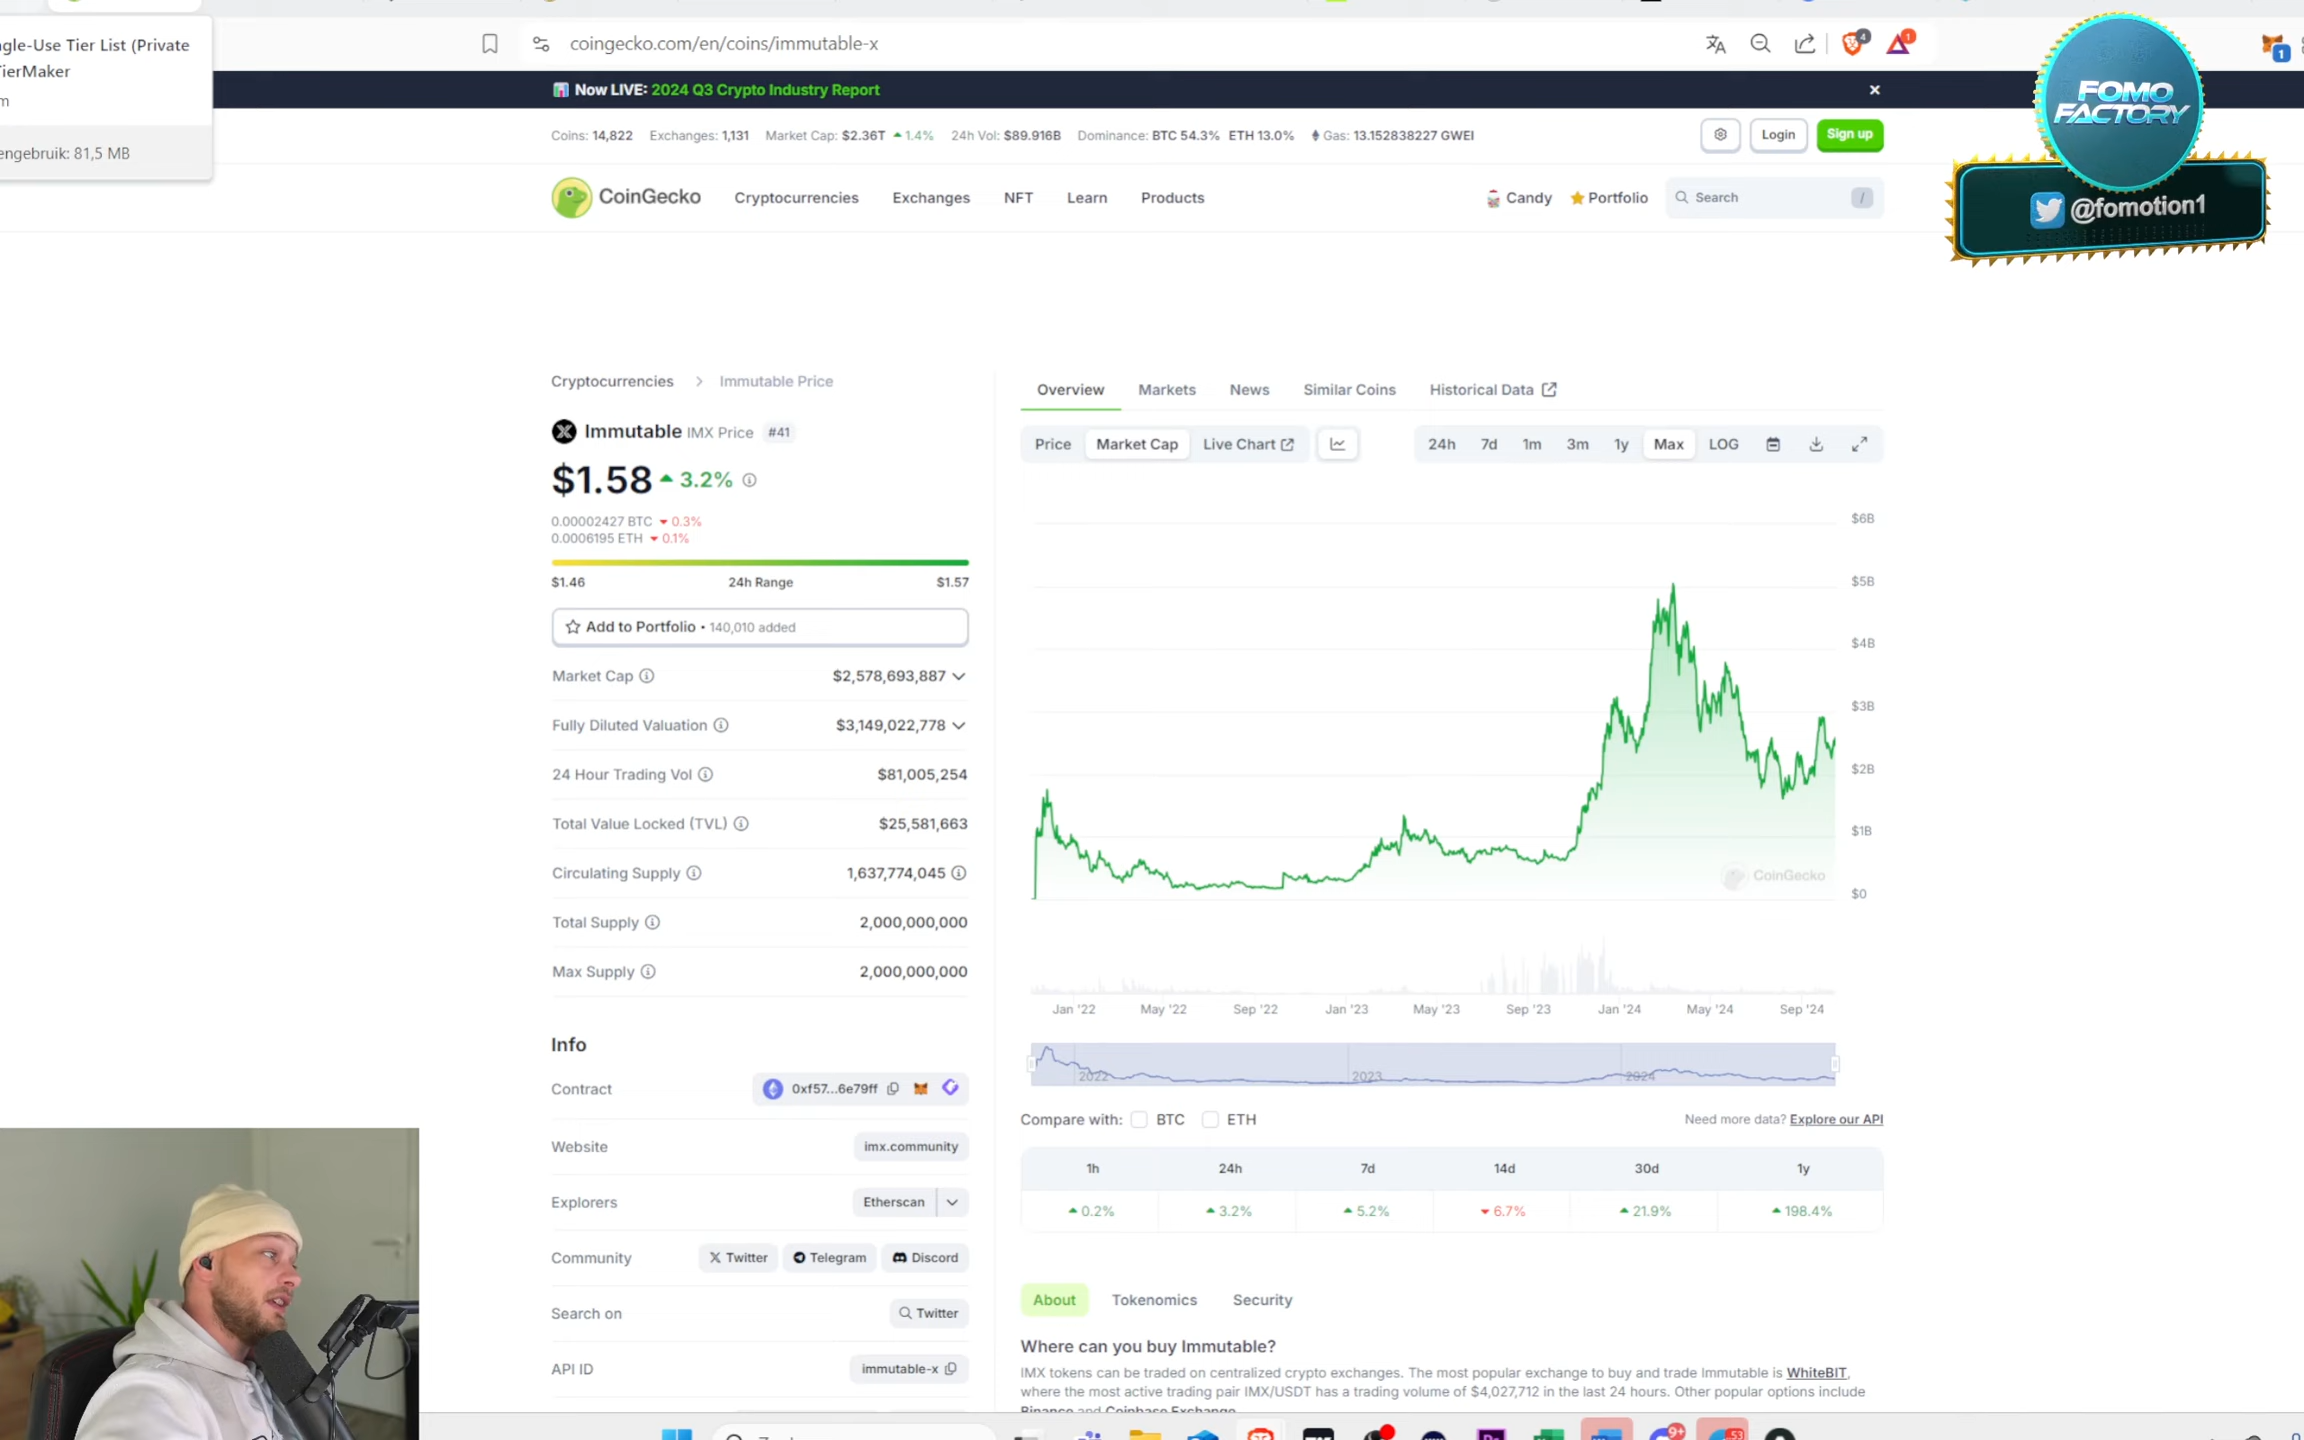 gle-Use Tier List (Private
TierMaker
m
engebruik: 81,5 MB
coingecko.com/en/coins/immutable-x
4
1
1
Now LIVE: 2024 Q3 Crypto Industry Report
FOMO
FACTORY
@fomotion1
Coins: 14,822 Exchanges: 1,131 Market Cap: $2.36T 1.4% 24h Vol: $89.916B Dominance: BTC 54.3% ETH 13.0% Gas: 13.152838227 GWEI
Login
Sign up
CoinGecko Cryptocurrencies Exchanges NFT Learn Products
Candy Portfolio Search /
Cryptocurrencies > Immutable Price
Immutable IMX Price #41
$1.58 3.2%
0.00002427 BTC 0.3%
0.0006195 ETH 0.1%
$1.46 24h Range $1.57
Add to Portfolio • 140,010 added
Market Cap $2,578,693,887
Fully Diluted Valuation $3,149,022,778
24 Hour Trading Vol $81,005,254
Total Value Locked (TVL) $25,581,663
Circulating Supply 1,637,774,045
Total Supply 2,000,000,000
Max Supply 2,000,000,000
Info
Contract 0xf57...6e79ff
Website imx.community
Explorers Etherscan
Community Twitter Telegram Discord
Search on Twitter
API ID immutable-x
Overview Markets News Similar Coins Historical Data
Price Market Cap Live Chart
24h 7d 1m 3m 1y Max LOG
$6B
$5B
$4B
$3B
$2B
$1B
$0
CoinGecko
Jan '22 May '22 Sep '22 Jan '23 May '23 Sep '23 Jan '24 May '24 Sep '24
2022 2023 2024
Compare with: BTC ETH
Need more data? Explore our API
1h 24h 7d 14d 30d 1y
0.2% 3.2% 5.2% 6.7% 21.9% 198.4%
About Tokenomics Security
Where can you buy Immutable?
IMX tokens can be traded on centralized crypto exchanges. The most popular exchange to buy and trade Immutable is WhiteBIT,
where the most active trading pair IMX/USDT has a trading volume of $4,027,712 in the last 24 hours. Other popular options include
Binance and Coinbase Exchange
9+
53